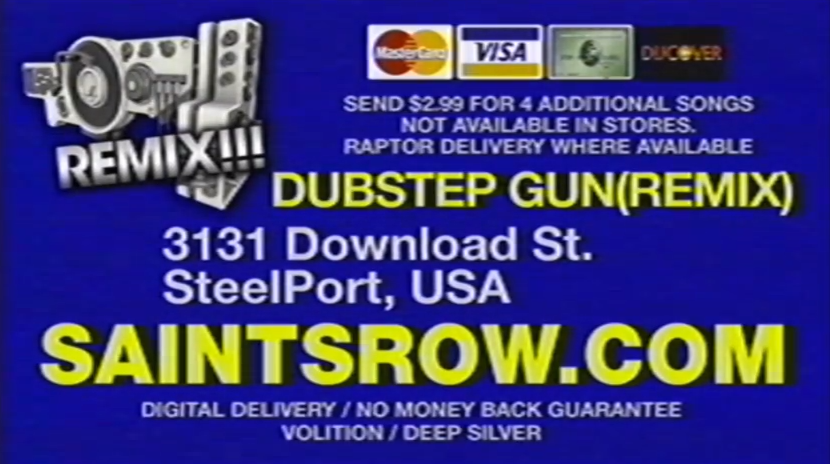 MasterCard VISA DISCOVER
SEND $2.99 FOR 4 ADDITIONAL SONGS
NOT AVAILABLE IN STORES.
RAPTOR DELIVERY WHERE AVAILABLE
REMIX!!!
DUBSTEP GUN(REMIX)
3131 Download St.
SteelPort, USA
SAINTSROW.COM
DIGITAL DELIVERY / NO MONEY BACK GUARANTEE
VOLITION / DEEP SILVER